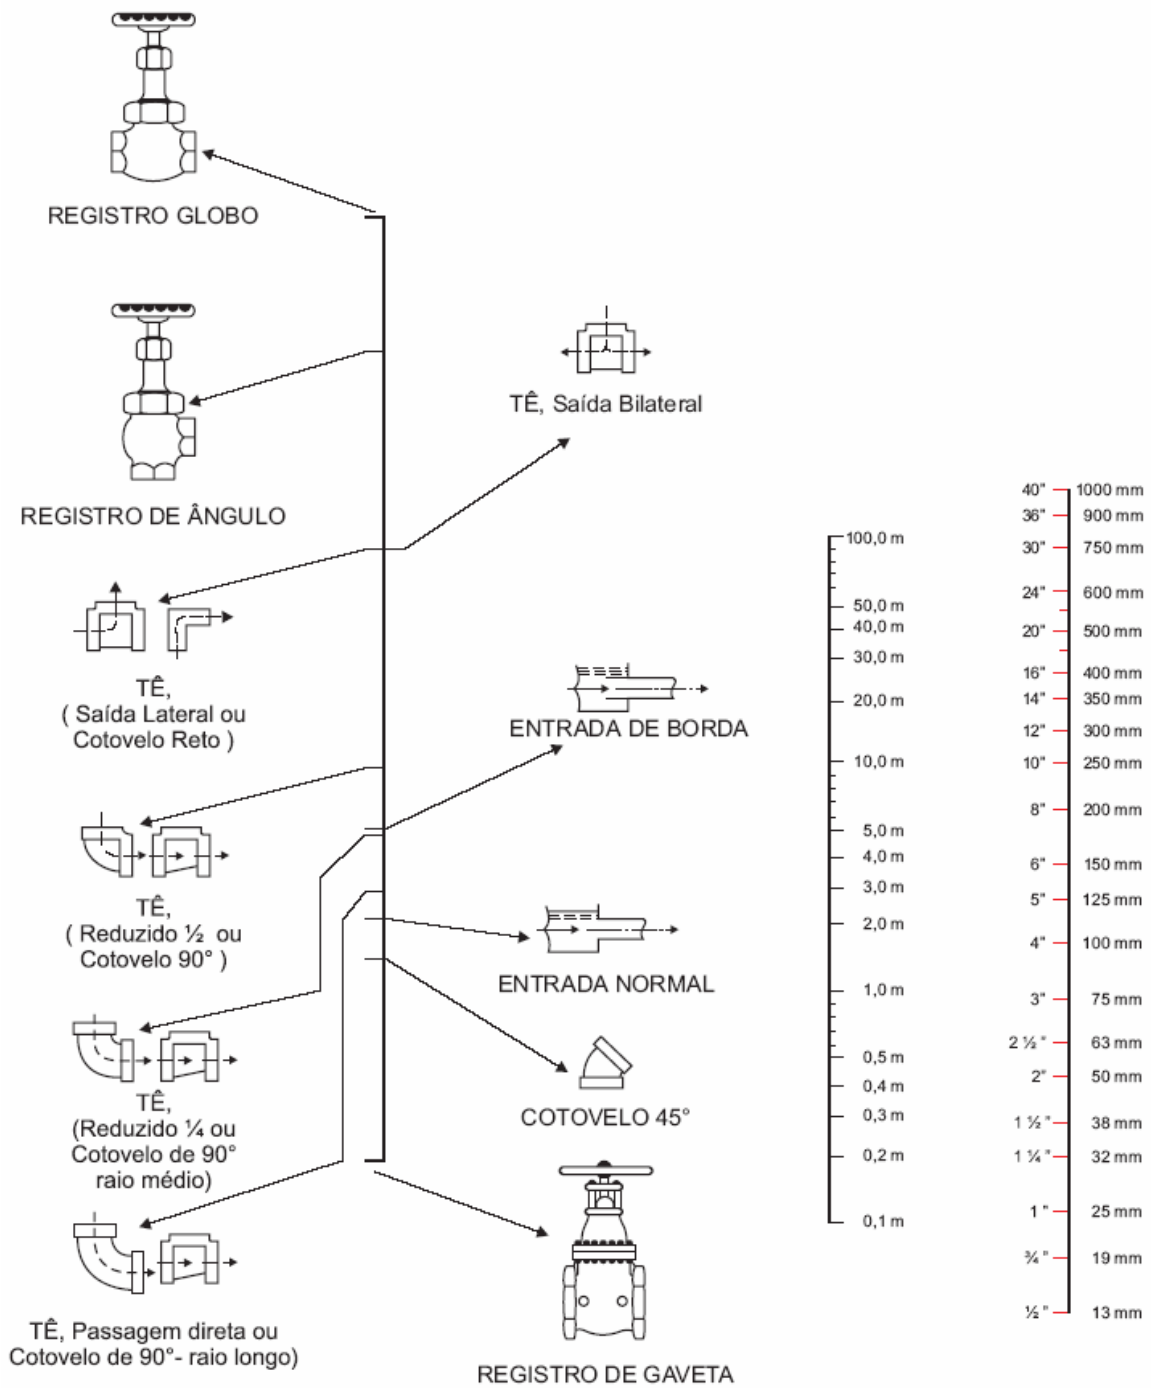 REGISTRO GLOBO
REGISTRO DE ÂNGULO
TÊ,
( Saída Lateral ou
Cotovelo Reto )
TÊ,
( Reduzido ½ ou
Cotovelo 90° )
TÊ,
(Reduzido ¼ ou
Cotovelo de 90°
raio médio)
TÊ, Passagem direta ou
Cotovelo de 90°- raio longo)
TÊ, Saída Bilateral
ENTRADA DE BORDA
ENTRADA NORMAL
COTOVELO 45°
REGISTRO DE GAVETA
100,0 m
50,0 m
40,0 m
30,0 m
20,0 m
10,0 m
5,0 m
4,0 m
3,0 m
2,0 m
1,0 m
0,5 m
0,4 m
0,3 m
0,2 m
0,1 m
40" 1000 mm
36" 900 mm
30" 750 mm
24" 600 mm
20" 500 mm
16" 400 mm
14" 350 mm
12" 300 mm
10" 250 mm
8" 200 mm
6" 150 mm
5" 125 mm
4" 100 mm
3" 75 mm
2 ½ " 63 mm
2" 50 mm
1 ½ " 38 mm
1 ¼ " 32 mm
1 " 25 mm
¾ " 19 mm
½ " 13 mm